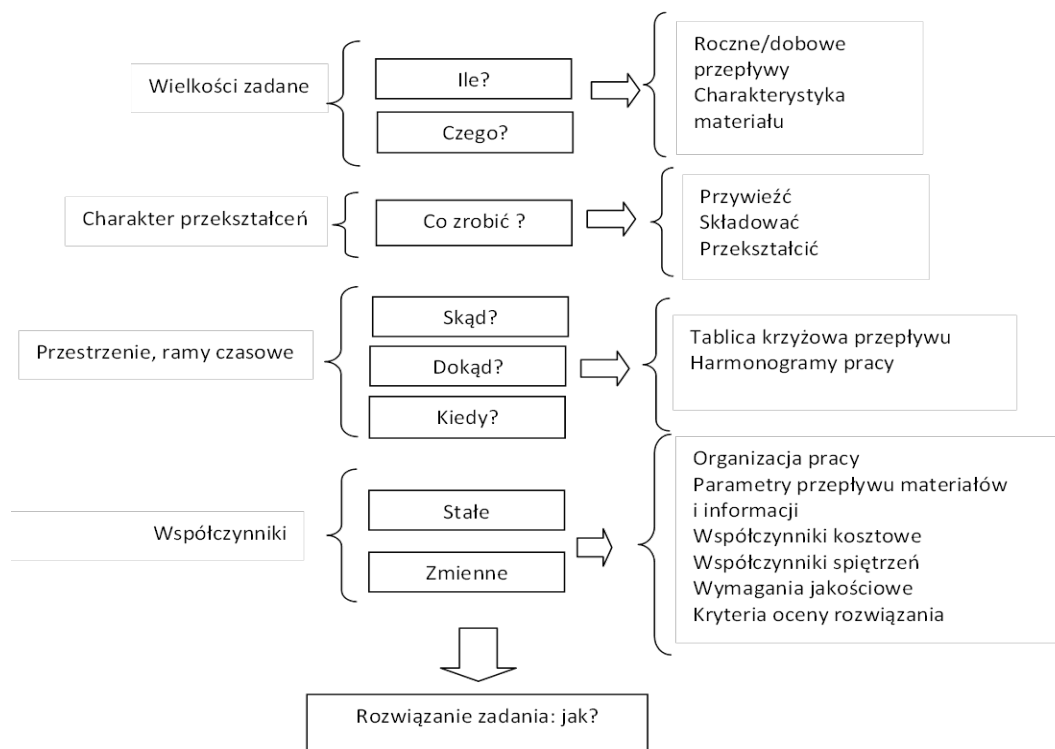 Wielkości zadane
Ile?
Czego?
Roczne/dobowe
przepływy
Charakterystyka
materiału
Charakter przekształceń
Co zrobić ?
Przywieźć
Składować
Przekształcić
Przestrzenie, ramy czasowe
Skąd?
Dokąd?
Kiedy?
Tablica krzyżowa przepływu
Harmonogramy pracy
Współczynniki
Stałe
Zmienne
Organizacja pracy
Parametry przepływu materiałów
i informacji
Współczynniki kosztowe
Współczynniki spiętrzeń
Wymagania jakościowe
Kryteria oceny rozwiązania
Rozwiązanie zadania: jak?